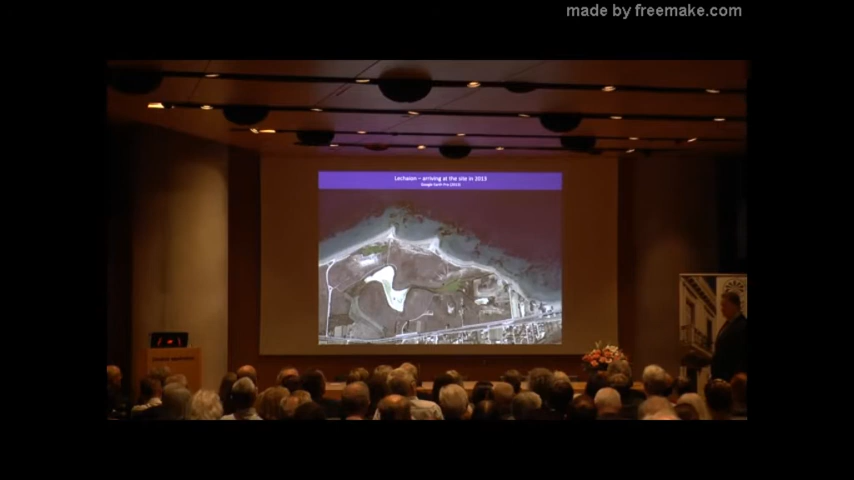 made by freemake.com
Lechaion – arriving at the site in 2013
Google Earth Pro (2013)